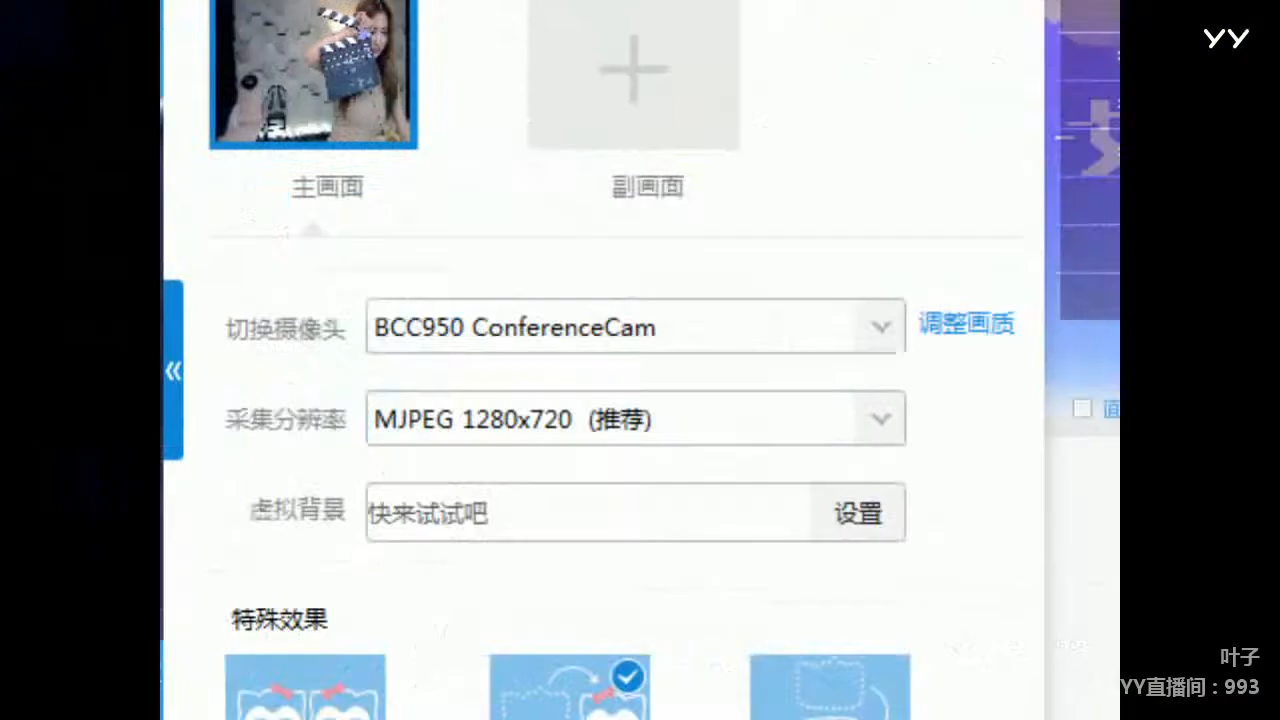 YY
主画面
副画面
切换摄像头
BCC950 ConferenceCam
调整画质
采集分辨率
MJPEG 1280x720 (推荐)
虚拟背景
快来试试吧
设置
特殊效果
叶子
YY直播间：993